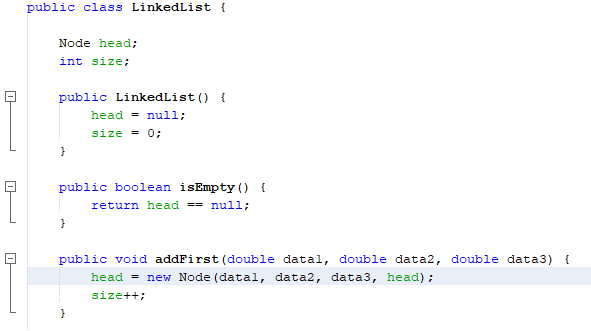 public class LinkedList {
Node head;
int size;
public LinkedList() {
head = null;
size = 0;
}
public boolean isEmpty() {
return head == null;
}
public void addFirst(double data1, double data2, double data3) {
head = new Node(data1, data2, data3, head);
size++;
}